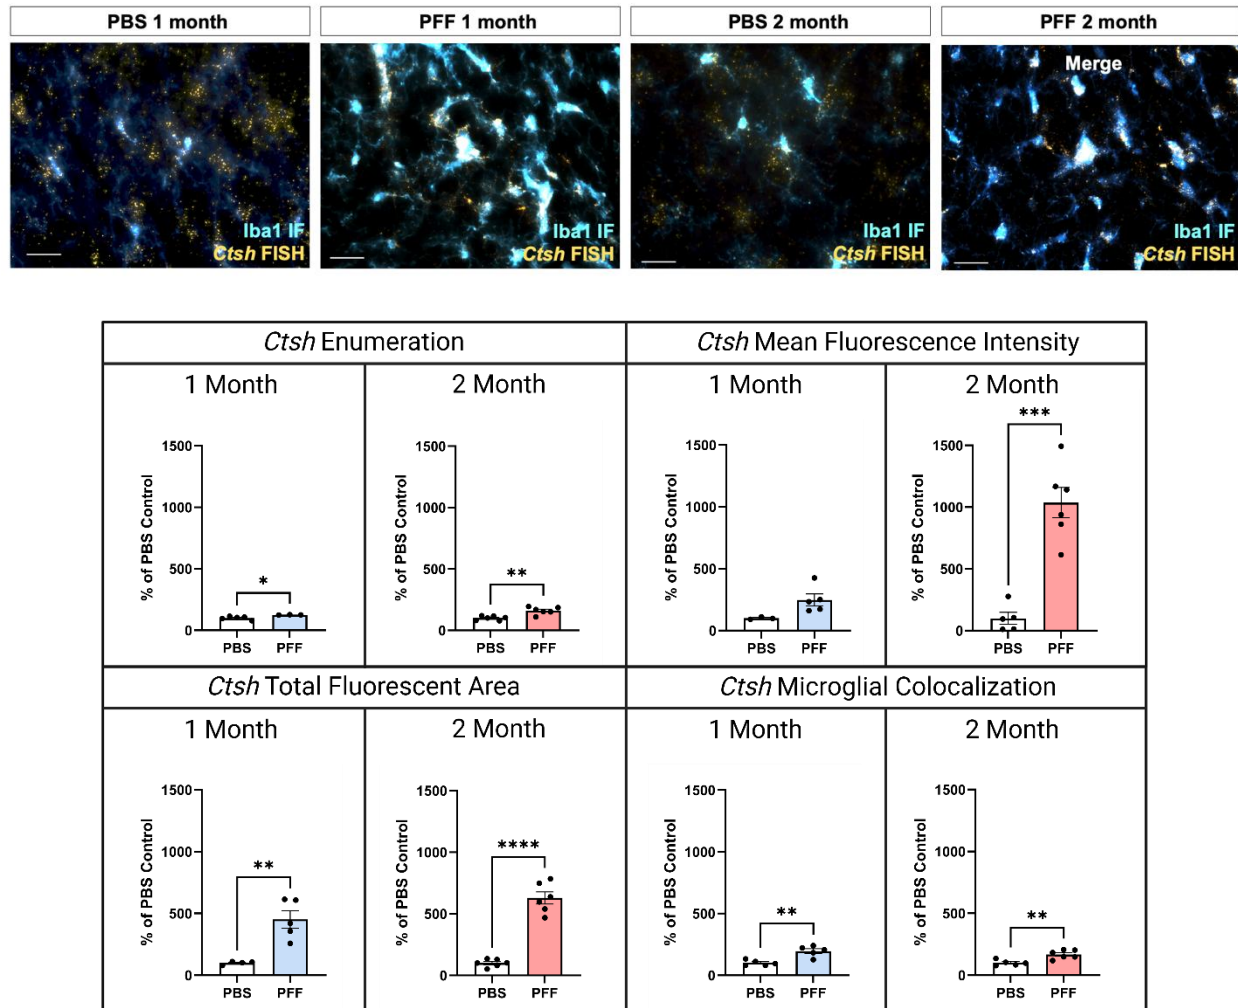 PBS 1 month
PFF 1 month
PBS 2 month
PFF 2 month
Iba1 IF
Ctsh FISH
Iba1 IF
Ctsh FISH
Iba1 IF
Ctsh FISH
Merge
Iba1 IF
Ctsh FISH
Ctsh Enumeration
1 Month
% of PBS Control
1500
1000
500
0
*
PBS PFF
2 Month
% of PBS Control
1500
1000
500
0
**
PBS PFF
Ctsh Mean Fluorescence Intensity
1 Month
% of PBS Control
1500
1000
500
0
PBS PFF
2 Month
% of PBS Control
1500
1000
500
0
***
PBS PFF
Ctsh Total Fluorescent Area
1 Month
% of PBS Control
1500
1000
500
0
**
PBS PFF
2 Month
% of PBS Control
1500
1000
500
0
****
PBS PFF
Ctsh Microglial Colocalization
1 Month
% of PBS Control
1500
1000
500
0
**
PBS PFF
2 Month
% of PBS Control
1500
1000
500
0
**
PBS PFF